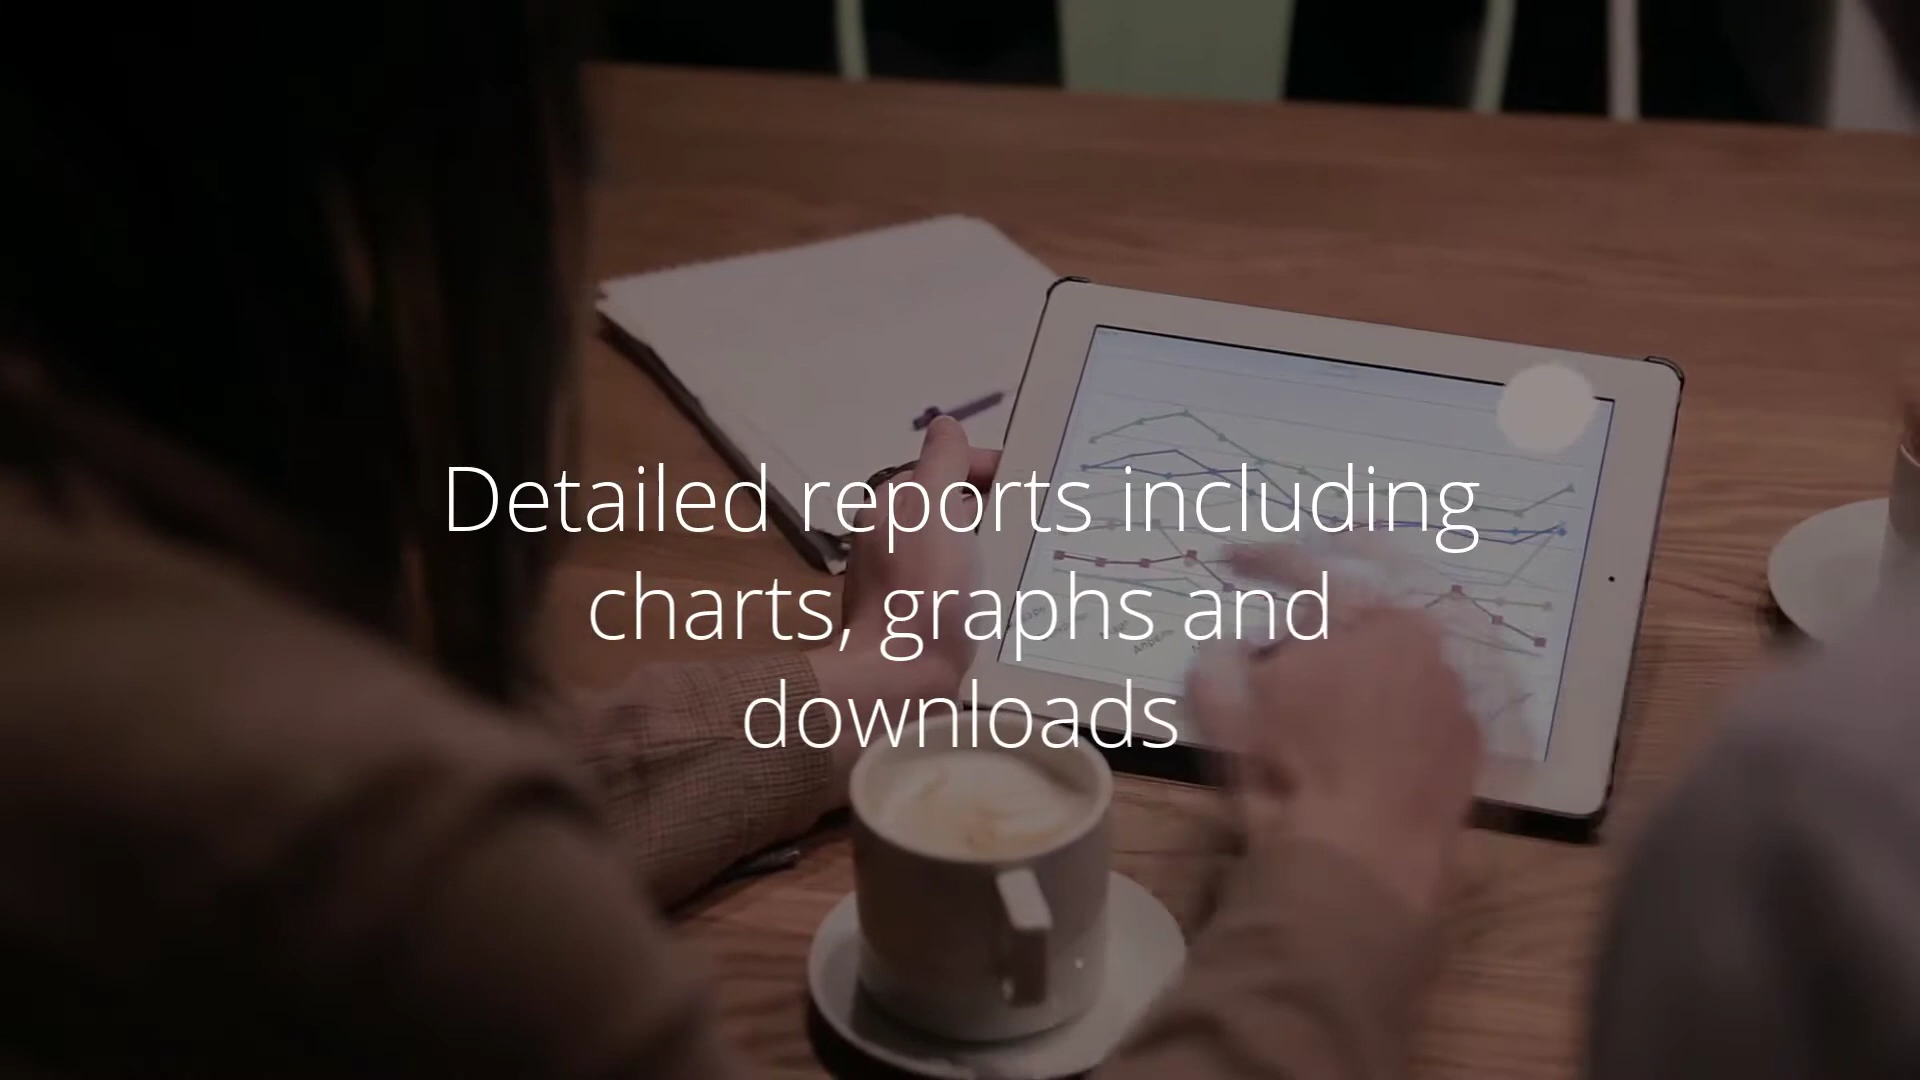 Detailed reports including
charts, graphs and
downloads